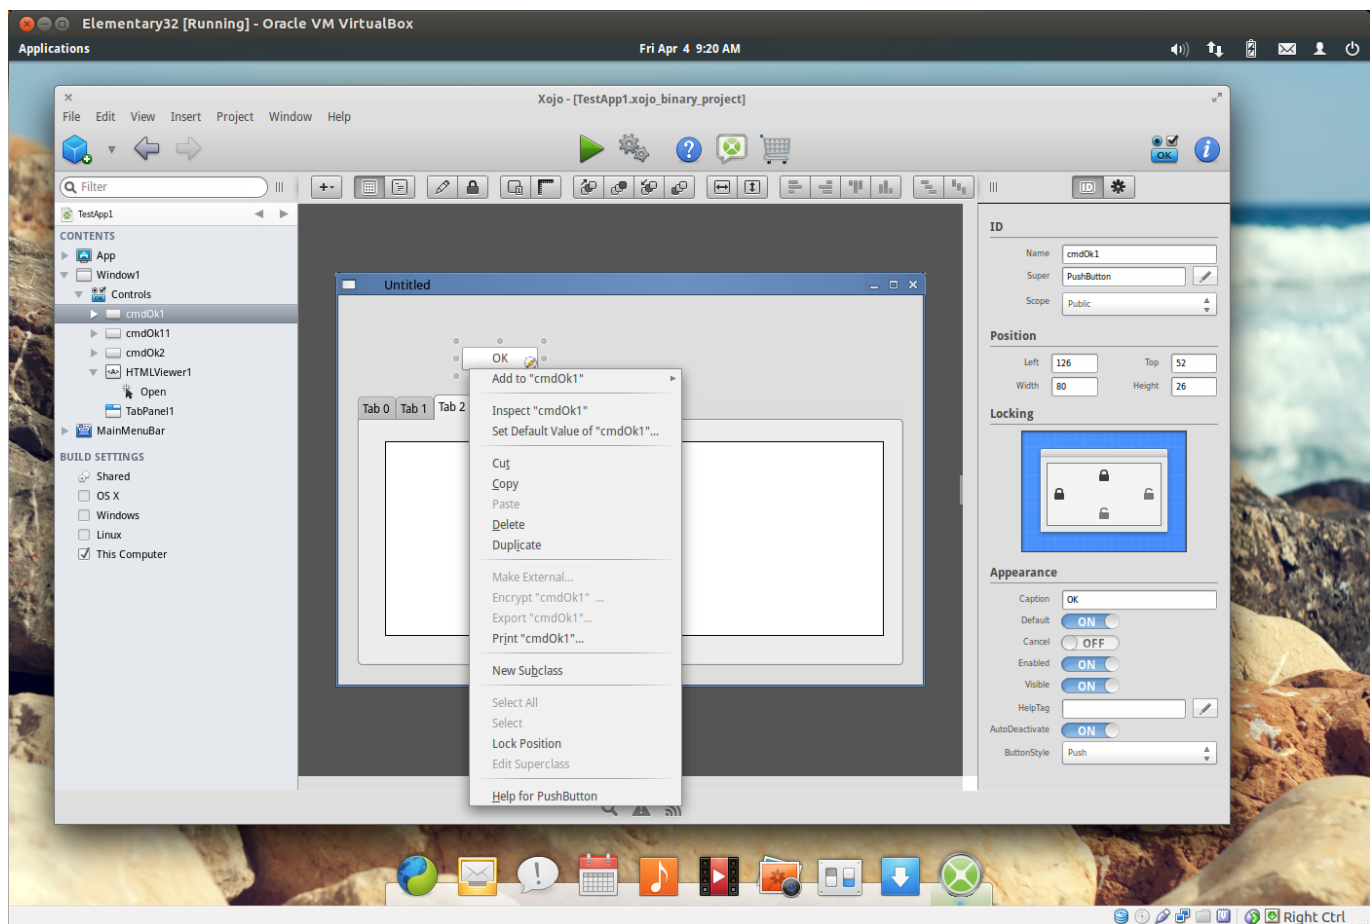 Elementary32 [Running] - Oracle VM VirtualBox
Applications
Fri Apr 4 9:20 AM
Xojo - [TestApp1.xojo_binary_project]
File Edit View Insert Project Window Help
OK
Filter
ID
TestApp1
CONTENTS
App
Window1
Controls
cmdOk1
cmdOk11
cmdOk2
HTMLViewer1
Open
TabPanel1
MainMenuBar
BUILD SETTINGS
Shared
OS X
Windows
Linux
This Computer
Untitled
OK
Tab 0 Tab 1 Tab 2
Add to "cmdOk1"
Inspect "cmdOk1"
Set Default Value of "cmdOk1"...
Cut
Copy
Paste
Delete
Duplicate
Make External...
Encrypt "cmdOk1" ...
Export "cmdOk1"...
Print "cmdOk1"...
New Subclass
Select All
Select
Lock Position
Edit Superclass
Help for PushButton
ID
Name cmdOk1
Super PushButton
Scope Public
Position
Left 126 Top 52
Width 80 Height 26
Locking
Appearance
Caption OK
Default ON
Cancel OFF
Enabled ON
Visible ON
HelpTag
AutoDeactivate ON
ButtonStyle Push
Right Ctrl